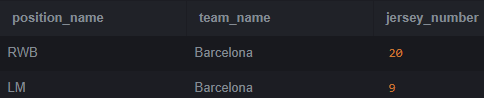 position_name team_name jersey_number
RWB Barcelona 20
LM Barcelona 9